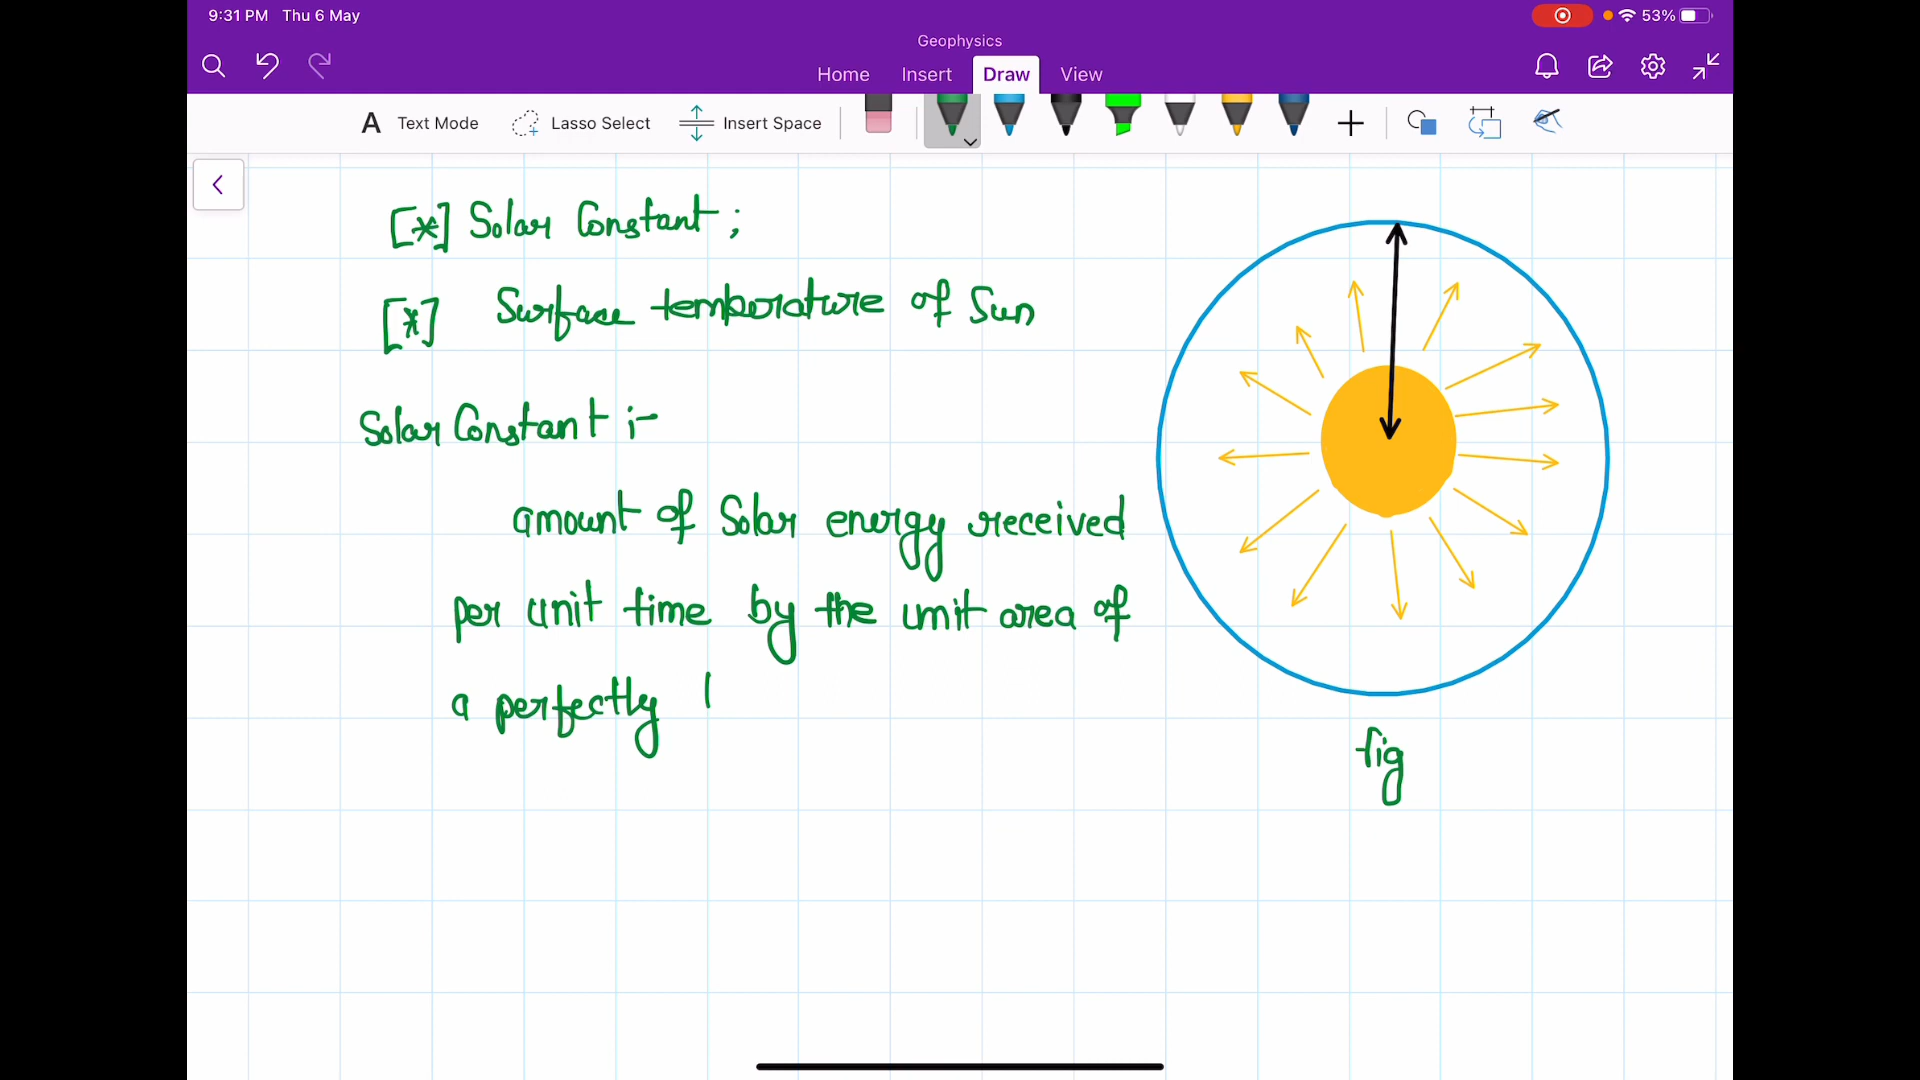 9:31 PM Thu 6 May
53%
Geophysics
Home Insert Draw View
A Text Mode Lasso Select Insert Space
[*] Solar Constant ;
[*] Surface temperature of Sun
Solar Constant :-
amount of Solar energy received
per unit time by the unit area of
a perfectly
fig